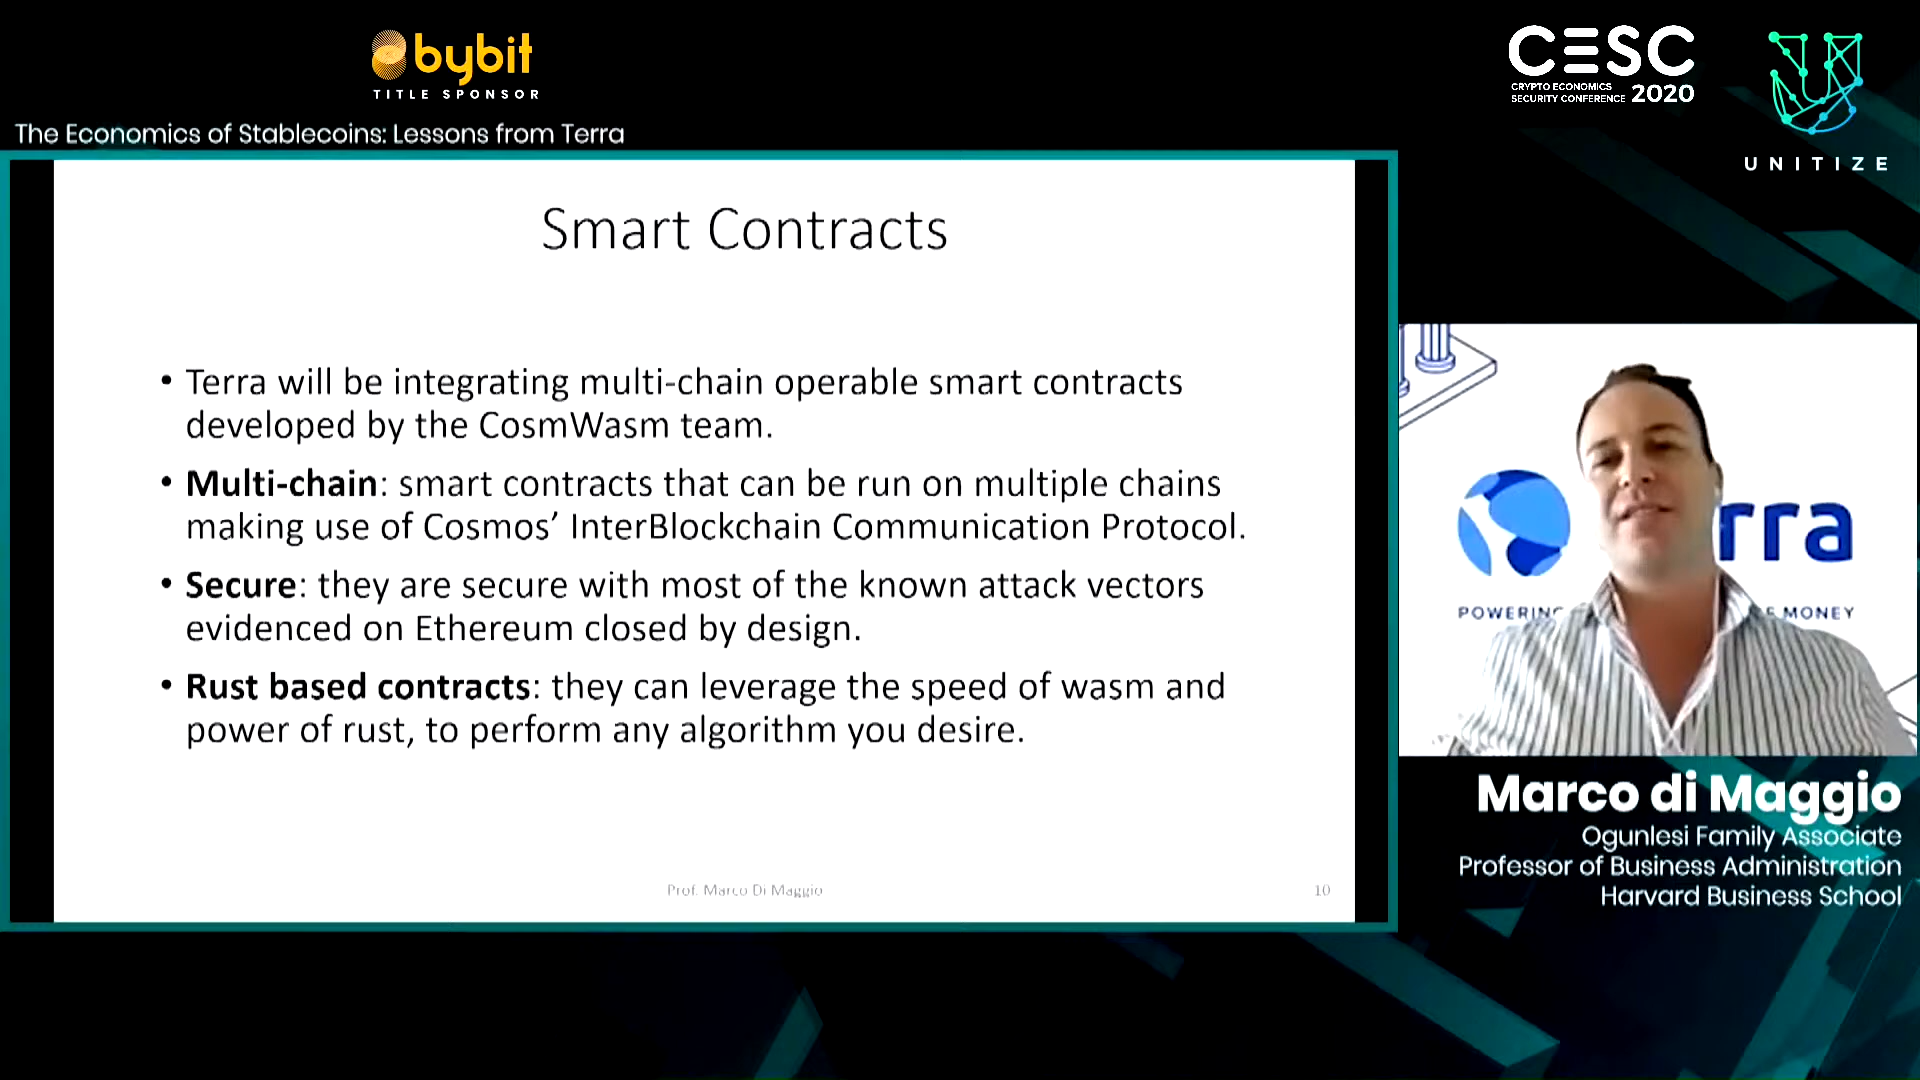 bybit
TITLE SPONSOR
CESC
CRYPTO ECONOMICS
SECURITY CONFERENCE 2020
UNITIZE
The Economics of Stablecoins: Lessons from Terra
Smart Contracts
• Terra will be integrating multi-chain operable smart contracts
developed by the CosmWasm team.
• Multi-chain: smart contracts that can be run on multiple chains
making use of Cosmos’ InterBlockchain Communication Protocol.
• Secure: they are secure with most of the known attack vectors
evidenced on Ethereum closed by design.
• Rust based contracts: they can leverage the speed of wasm and
power of rust, to perform any algorithm you desire.
Prof. Marco Di Maggio
10
rra
POWERING MONEY
Marco di Maggio
Ogunlesi Family Associate
Professor of Business Administration
Harvard Business School